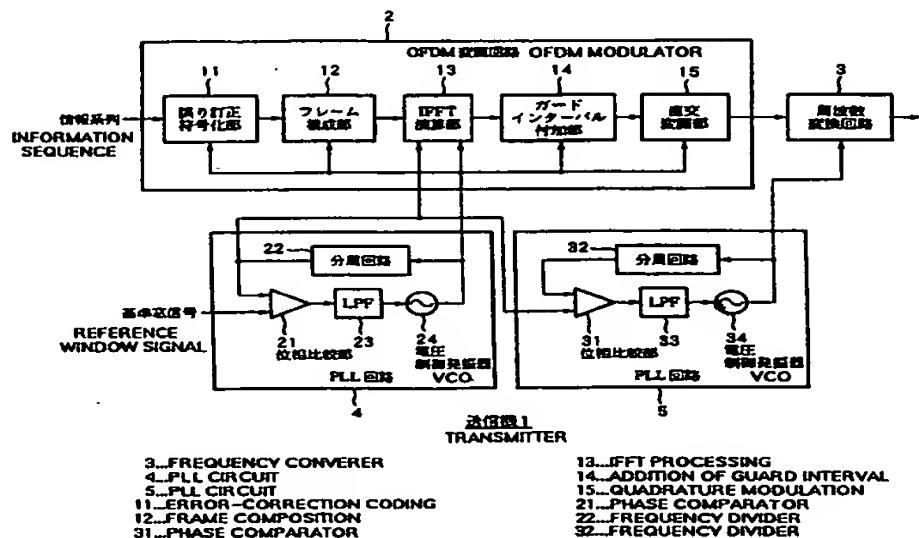 2
OFDM 変調回路 OFDM MODULATOR
11
12
13
14
15
3
情報系列
INFORMATION
SEQUENCE
誤り訂正
符号化部
フレーム
構成部
IFFT
演算部
ガード
インターバル
付加部
直交
変調部
周波数
変換回路
22
分周回路
32
分周回路
基準窓信号
REFERENCE
WINDOW SIGNAL
LPF
LPF
21
23
24
位相比較部
電圧
制御発振器
VCO
PLL 回路
4
31
33
34
位相比較部
電圧
制御発振器
VCO
PLL 回路
5
送信機1
TRANSMITTER
3...FREQUENCY CONVERER
4...PLL CIRCUIT
5...PLL CIRCUIT
11...ERROR-CORRECTION CODING
12...FRAME COMPOSITION
31...PHASE COMPARATOR
13...IFFT PROCESSING
14...ADDITION OF GUARD INTERVAL
15...QUADRATURE MODULATION
21...PHASE COMPARATOR
22...FREQUENCY DIVIDER
32...FREQUENCY DIVIDER